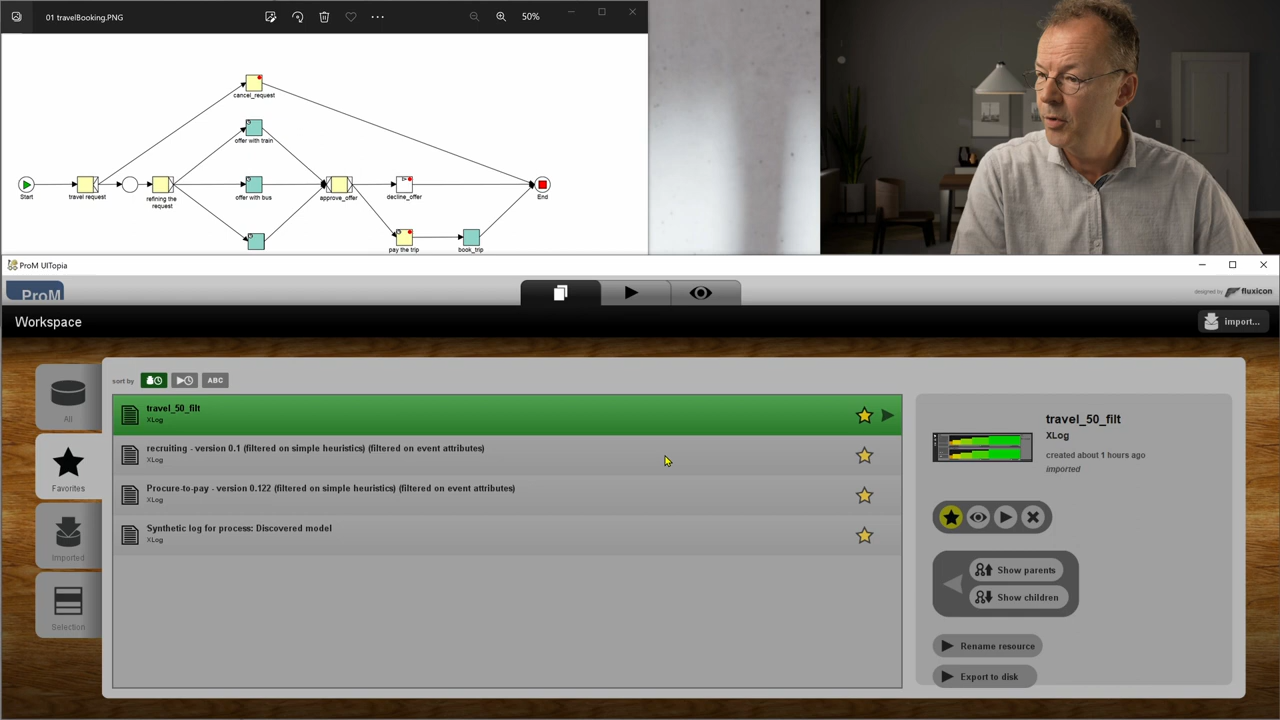 01 travelBooking.PNG
50%
cancel_request
offer with train
Start
travel request
refining the
request
offer with bus
approve_offer
decline_offer
End
pay the trip
book_trip
ProM UITopia
ProM
designed by fluxicon
Workspace
import...
All
Favorites
Imported
Selection
sort by
ABC
travel_50_filt
XLog
recruiting - version 0.1 (filtered on simple heuristics) (filtered on event attributes)
XLog
Procure-to-pay - version 0.122 (filtered on simple heuristics) (filtered on event attributes)
XLog
Synthetic log for process: Discovered model
XLog
travel_50_filt
XLog
created about 1 hours ago
imported
Show parents
Show children
Rename resource
Export to disk